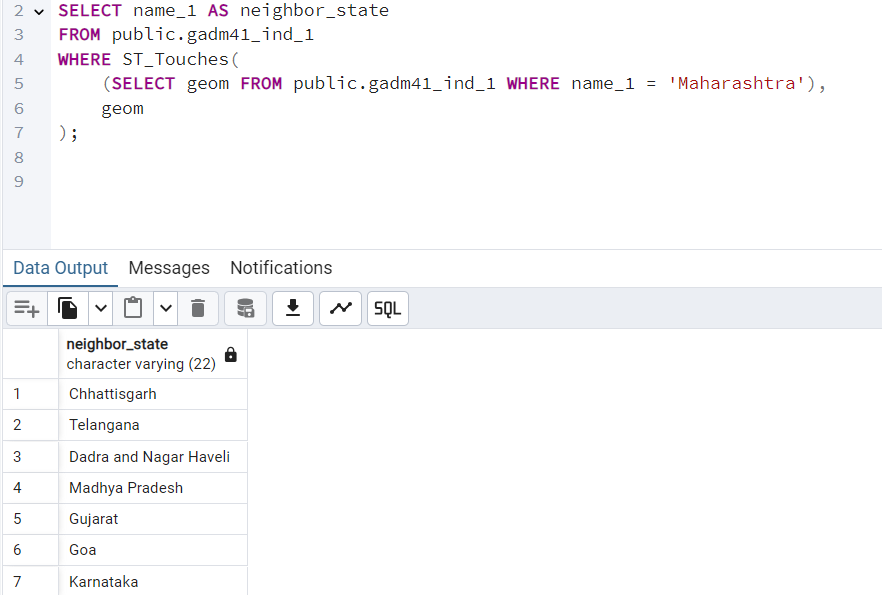 2 SELECT name_1 AS neighbor_state
3 FROM public.gadm41_ind_1
4 WHERE ST_Touches(
5 (SELECT geom FROM public.gadm41_ind_1 WHERE name_1 = 'Maharashtra'),
6 geom
7 );
8
9
Data Output Messages Notifications
SQL
neighbor_state
character varying (22)
1 Chhattisgarh
2 Telangana
3 Dadra and Nagar Haveli
4 Madhya Pradesh
5 Gujarat
6 Goa
7 Karnataka